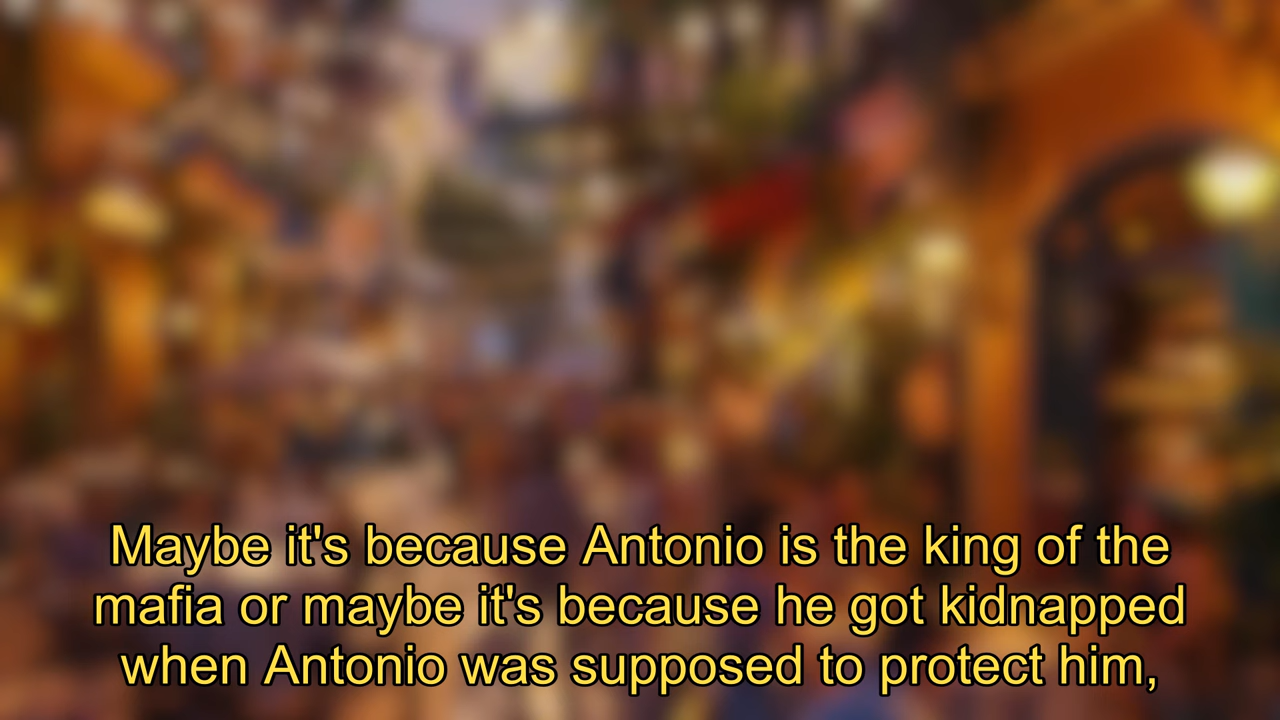 Maybe it's because Antonio is the king of the
mafia or maybe it's because he got kidnapped
when Antonio was supposed to protect him,